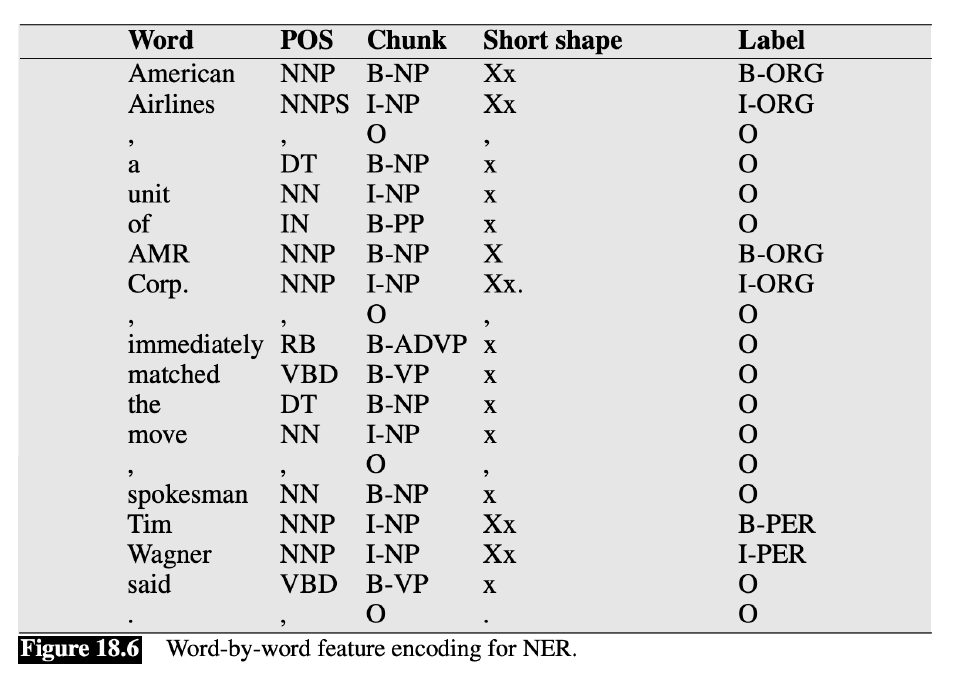 Word POS Chunk Short shape Label
American NNP B-NP Xx B-ORG
Airlines NNPS I-NP Xx I-ORG
, , O , O
a DT B-NP x O
unit NN I-NP x O
of IN B-PP x O
AMR NNP B-NP X B-ORG
Corp. NNP I-NP Xx. I-ORG
, , O , O
immediately RB B-ADVP x O
matched VBD B-VP x O
the DT B-NP x O
move NN I-NP x O
, , O , O
spokesman NN B-NP x O
Tim NNP I-NP Xx B-PER
Wagner NNP I-NP Xx I-PER
said VBD B-VP x O
. , O . O
Figure 18.6 Word-by-word feature encoding for NER.